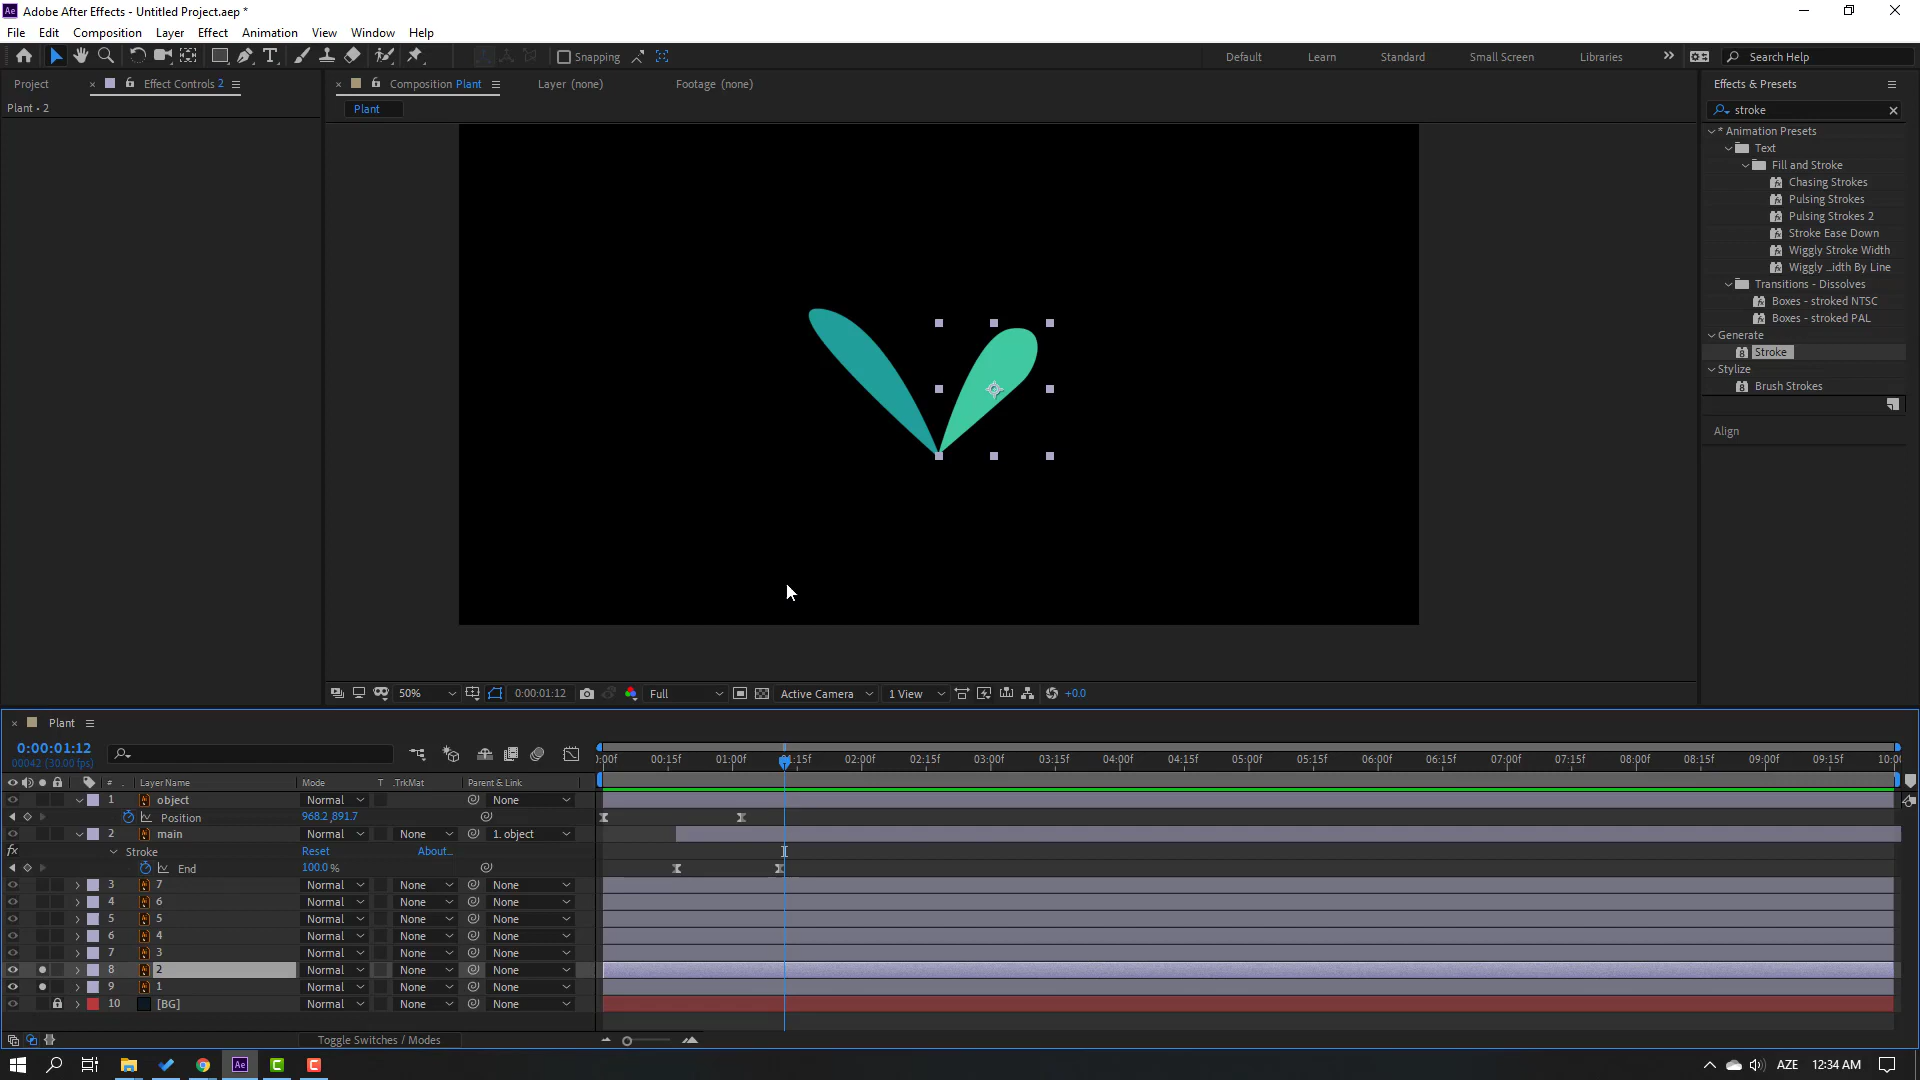 Ae Adobe After Effects - Untitled Project.aep *
File Edit Composition Layer Effect Animation View Window Help
Snapping Default Learn Standard Small Screen Libraries Search Help
Project Effect Controls 2 Composition Plant Layer (none) Footage (none) Effects & Presets
Plant • 2 Plant stroke
* Animation Presets
Text
Fill and Stroke
Chasing Strokes
Pulsing Strokes
Pulsing Strokes 2
Stroke Ease Down
Wiggly Stroke Width
Wiggly ...idth By Line
Transitions - Dissolves
Boxes - stroked NTSC
Boxes - stroked PAL
Generate
Stroke
Stylize
Brush Strokes
Align
50% 0:00:01:12 Full Active Camera 1 View +0.0
Plant
0:00:01:12
00042 (30.00 fps)
):00f 00:15f 01:00f 01:15f 02:00f 02:15f 03:00f 03:15f 04:00f 04:15f 05:00f 05:15f 06:00f 06:15f 07:00f 07:15f 08:00f 08:15f 09:00f 09:15f 10:00
# Layer Name Mode T .TrkMat Parent & Link
1 object Normal None
Position 968.2,891.7
2 main Normal None 1. object
fx Stroke Reset About...
End 100.0 %
3 7 Normal None None
4 6 Normal None None
5 5 Normal None None
6 4 Normal None None
7 3 Normal None None
8 2 Normal None None
9 1 Normal None None
10 [BG] Normal None None
Toggle Switches / Modes
Ae C C AZE 12:34 AM